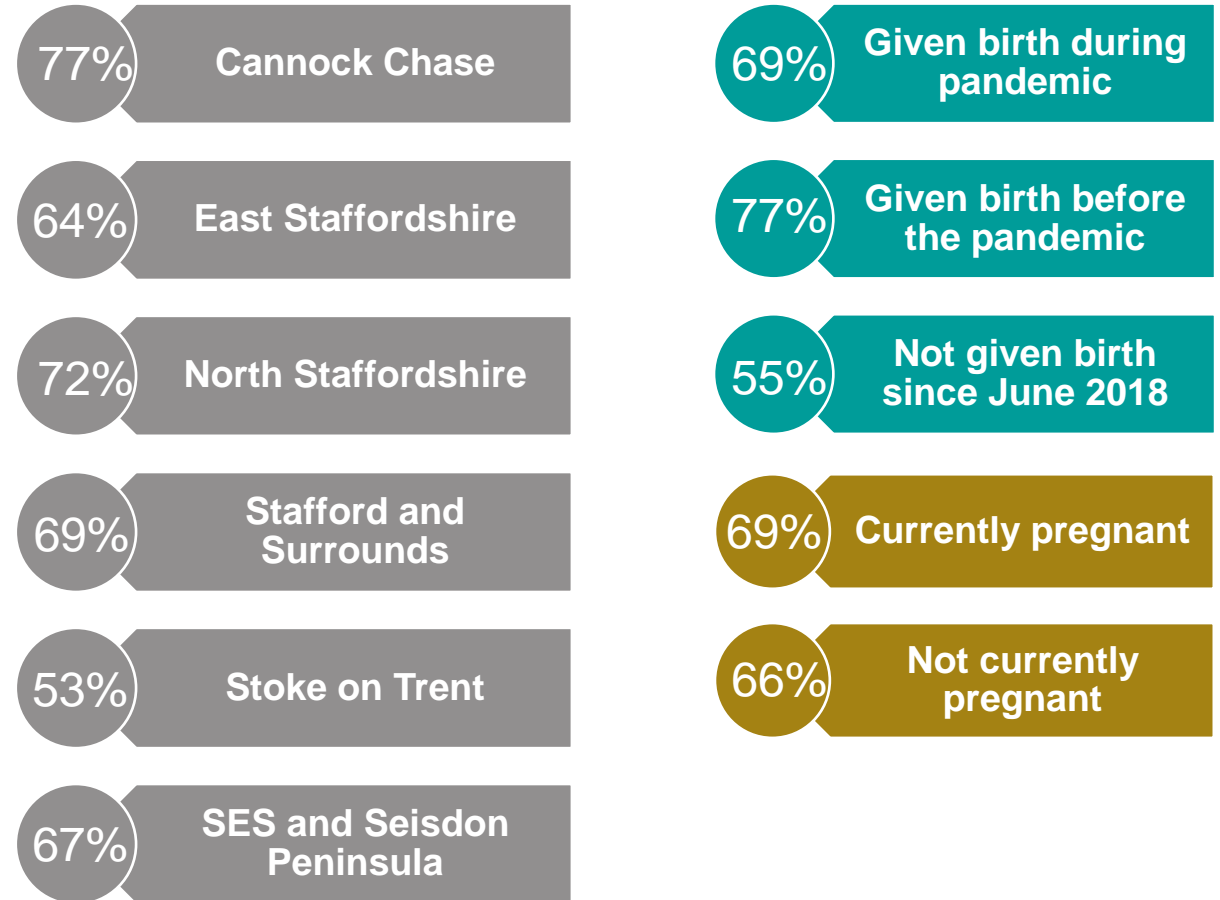 77%
Cannock Chase
64%
East Staffordshire
72%
North Staffordshire
69%
Stafford and
Surrounds
53%
Stoke on Trent
67%
SES and Seisdon
Peninsula
69%
Given birth during
pandemic
77%
Given birth before
the pandemic
55%
Not given birth
since June 2018
69%
Currently pregnant
66%
Not currently
pregnant